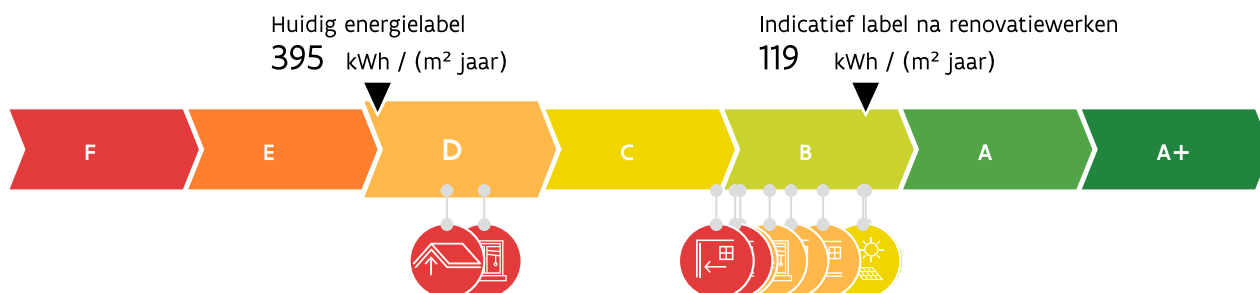 Huidig energielabel
395 kWh / (m² jaar)
Indicatief label na renovatiewerken
119 kWh / (m² jaar)
F E D C B A A+